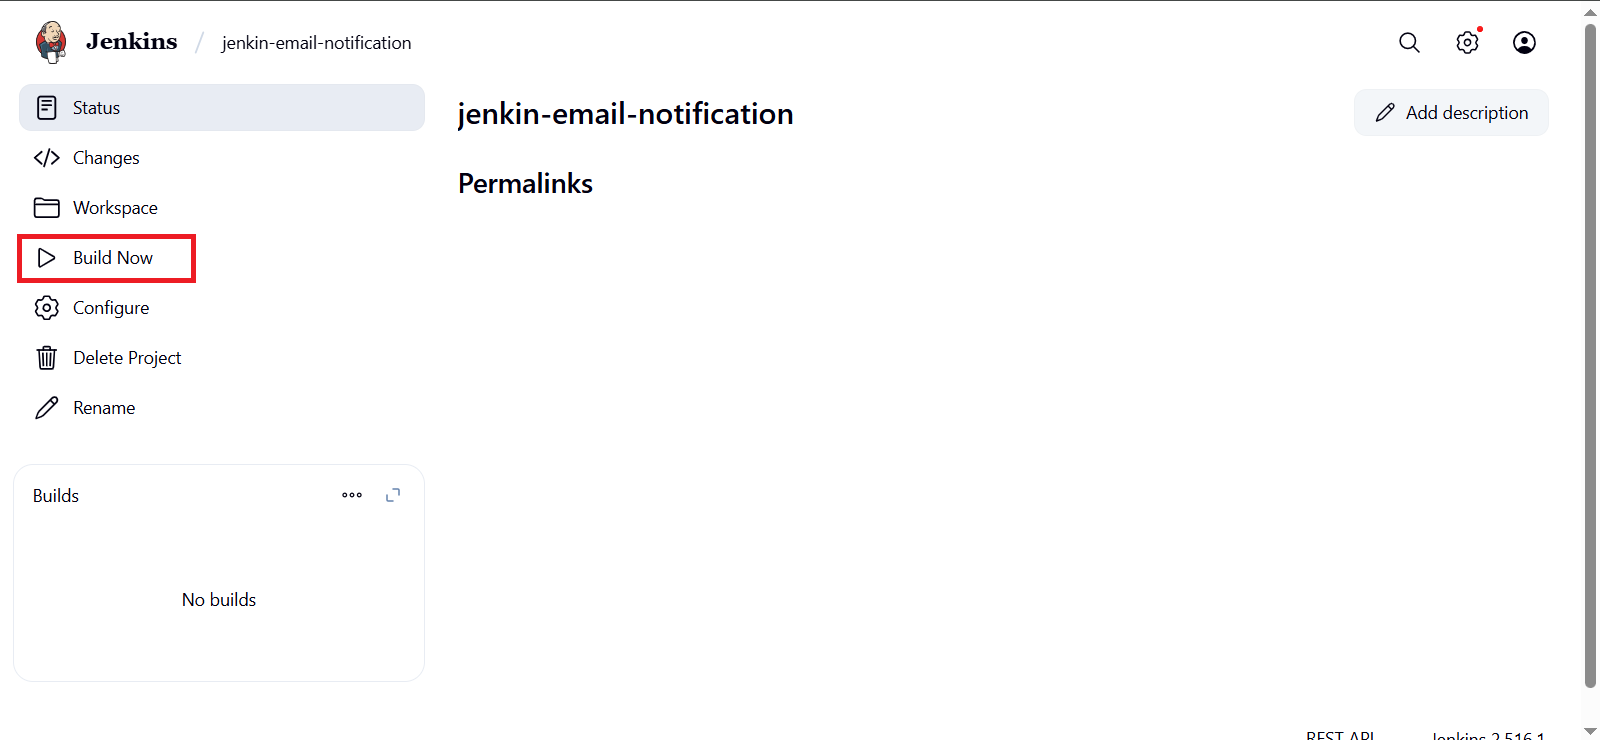 Jenkins / jenkin-email-notification
Status
Changes
Workspace
Build Now
Configure
Delete Project
Rename
Builds
No builds
jenkin-email-notification
Add description
Permalinks
REST API
Jenkins 2.516.1